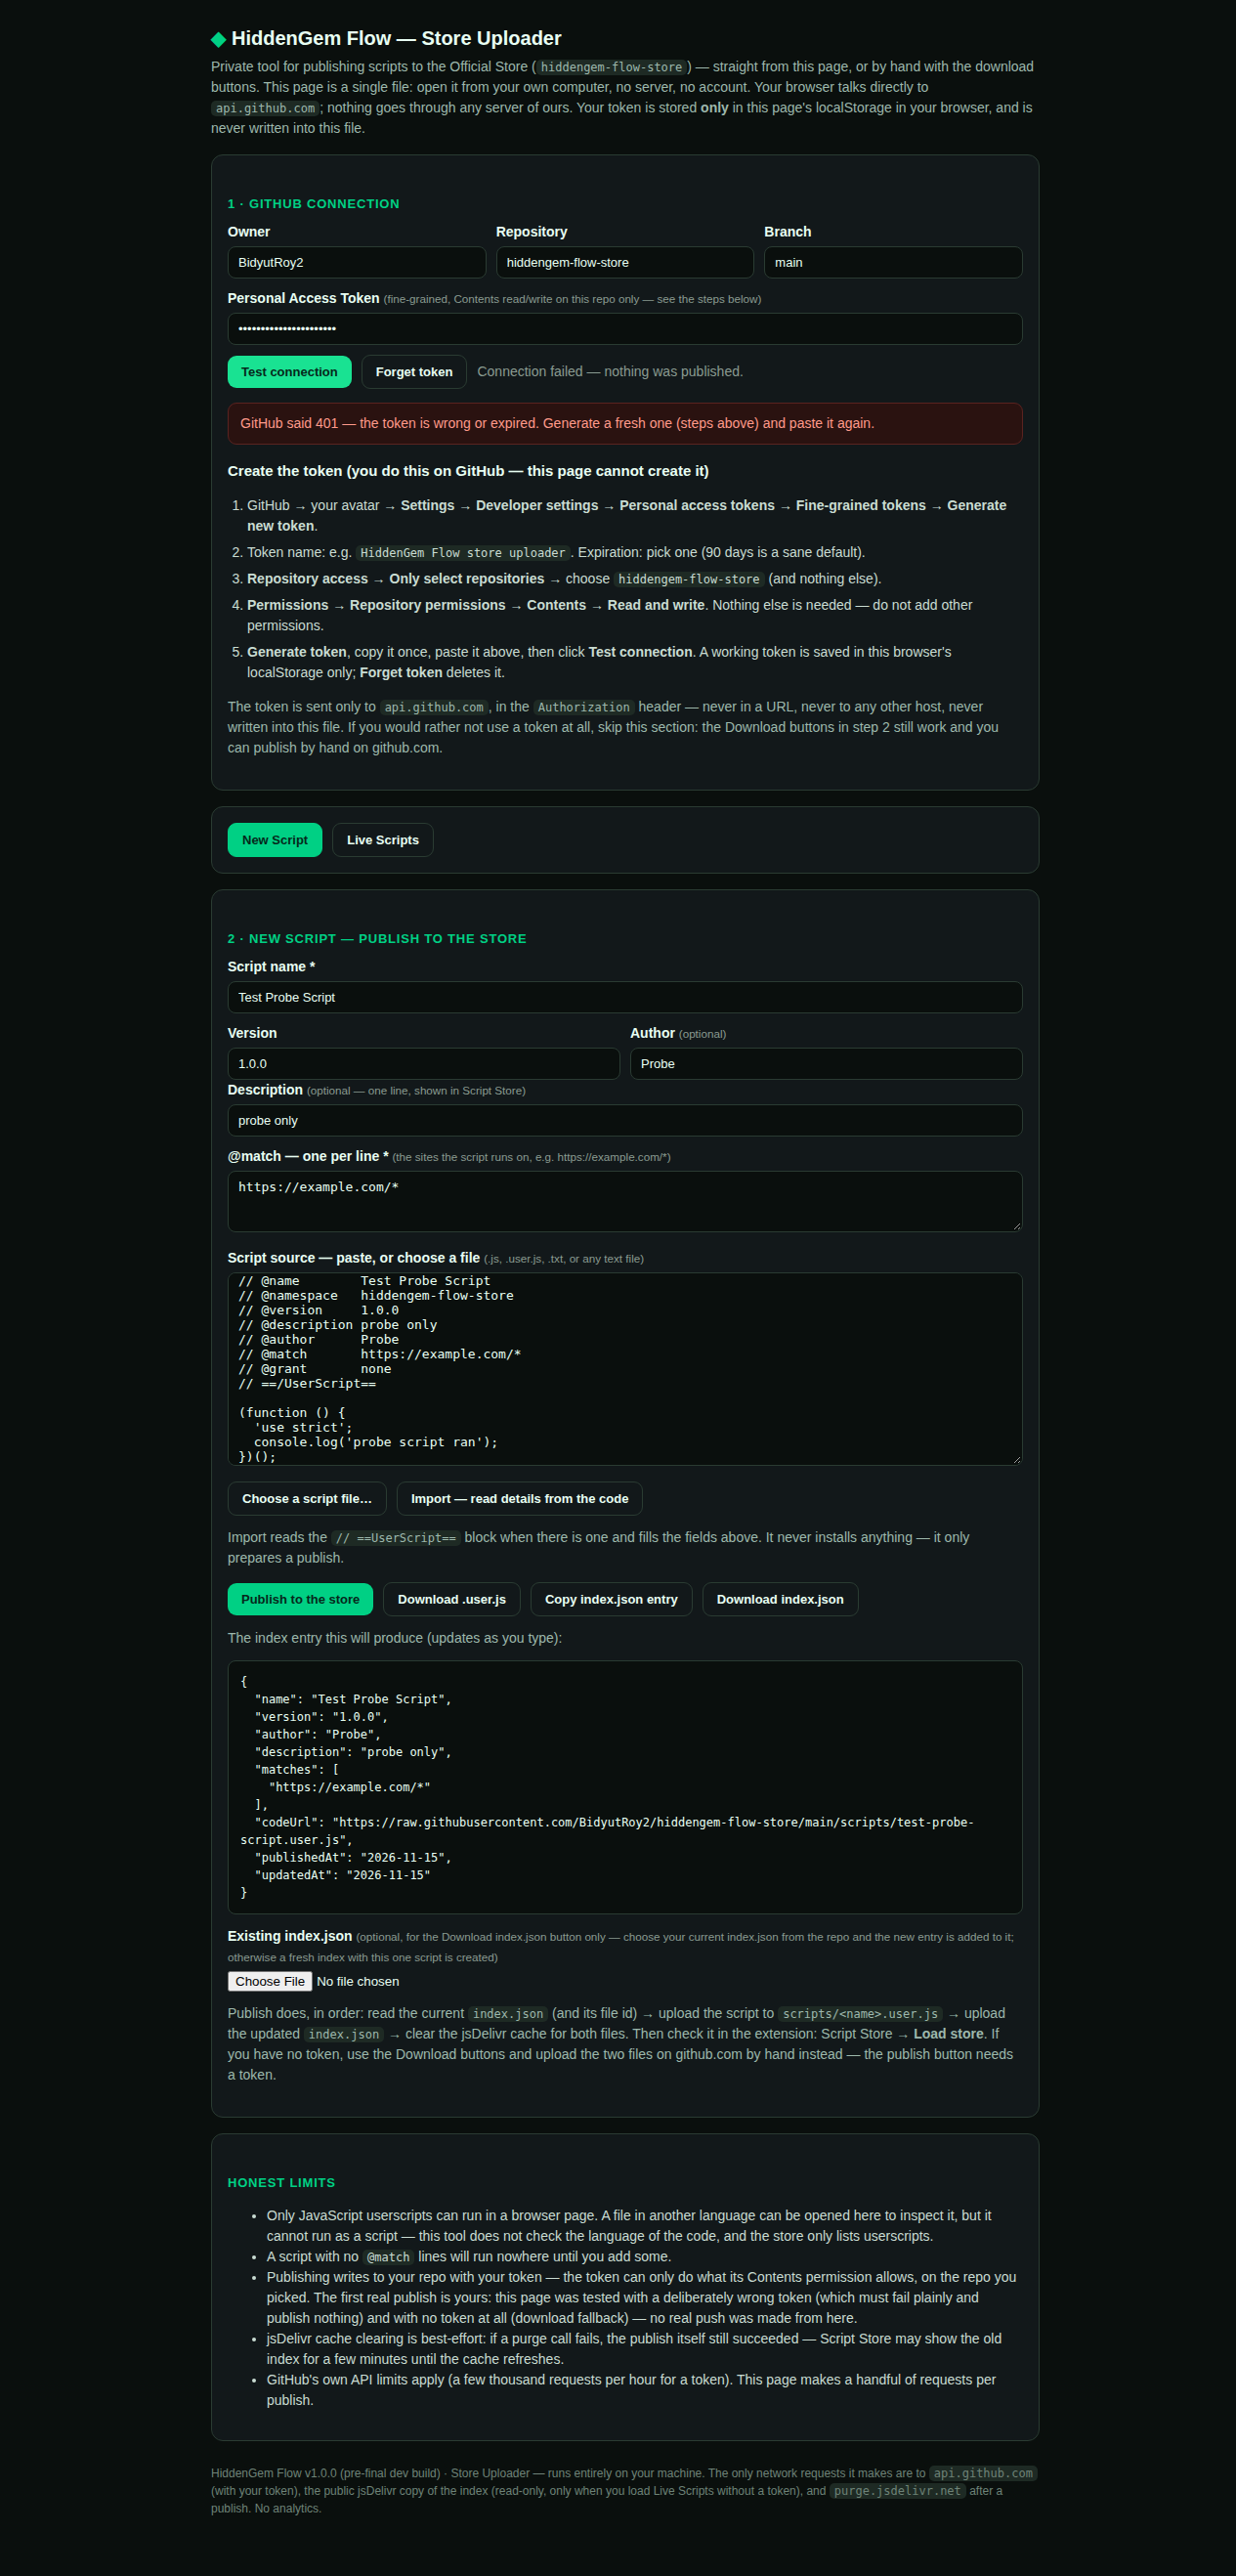 ◆ HiddenGem Flow — Store Uploader
Private tool for publishing scripts to the Official Store ( hiddengem-flow-store ) — straight from this page, or by hand with the download
buttons. This page is a single file: open it from your own computer, no server, no account. Your browser talks directly to
api.github.com ; nothing goes through any server of ours. Your token is stored only in this page's localStorage in your browser, and is
never written into this file.
1 · GITHUB CONNECTION
Owner Repository Branch
BidyutRoy2 hiddengem-flow-store main
Personal Access Token (fine-grained, Contents read/write on this repo only — see the steps below)
••••••••••••••••••••••
Test connection Forget token Connection failed — nothing was published.
GitHub said 401 — the token is wrong or expired. Generate a fresh one (steps above) and paste it again.
Create the token (you do this on GitHub — this page cannot create it)
1. GitHub → your avatar → Settings → Developer settings → Personal access tokens → Fine-grained tokens → Generate
new token.
2. Token name: e.g. HiddenGem Flow store uploader . Expiration: pick one (90 days is a sane default).
3. Repository access → Only select repositories → choose hiddengem-flow-store (and nothing else).
4. Permissions → Repository permissions → Contents → Read and write. Nothing else is needed — do not add other
permissions.
5. Generate token, copy it once, paste it above, then click Test connection. A working token is saved in this browser's
localStorage only; Forget token deletes it.
The token is sent only to api.github.com , in the Authorization header — never in a URL, never to any other host, never
written into this file. If you would rather not use a token at all, skip this section: the Download buttons in step 2 still work and you
can publish by hand on github.com.
New Script Live Scripts
2 · NEW SCRIPT — PUBLISH TO THE STORE
Script name *
Test Probe Script
Version Author (optional)
1.0.0 Probe
Description (optional — one line, shown in Script Store)
probe only
@match — one per line * (the sites the script runs on, e.g. https://example.com/*)
https://example.com/*
Script source — paste, or choose a file (.js, .user.js, .txt, or any text file)
// @name        Test Probe Script
// @namespace   hiddengem-flow-store
// @version     1.0.0
// @description probe only
// @author      Probe
// @match       https://example.com/*
// @grant       none
// ==/UserScript==
(function () {
  'use strict';
  console.log('probe script ran');
})();
Choose a script file… Import — read details from the code
Import reads the // ==UserScript== block when there is one and fills the fields above. It never installs anything — it only
prepares a publish.
Publish to the store Download .user.js Copy index.json entry Download index.json
The index entry this will produce (updates as you type):
{
  "name": "Test Probe Script",
  "version": "1.0.0",
  "author": "Probe",
  "description": "probe only",
  "matches": [
    "https://example.com/*"
  ],
  "codeUrl": "https://raw.githubusercontent.com/BidyutRoy2/hiddengem-flow-store/main/scripts/test-probe-
script.user.js",
  "publishedAt": "2026-11-15",
  "updatedAt": "2026-11-15"
}
Existing index.json (optional, for the Download index.json button only — choose your current index.json from the repo and the new entry is added to it;
otherwise a fresh index with this one script is created)
Choose File No file chosen
Publish does, in order: read the current index.json (and its file id) → upload the script to scripts/<name>.user.js → upload
the updated index.json → clear the jsDelivr cache for both files. Then check it in the extension: Script Store → Load store. If
you have no token, use the Download buttons and upload the two files on github.com by hand instead — the publish button needs
a token.
HONEST LIMITS
• Only JavaScript userscripts can run in a browser page. A file in another language can be opened here to inspect it, but it
cannot run as a script — this tool does not check the language of the code, and the store only lists userscripts.
• A script with no @match lines will run nowhere until you add some.
• Publishing writes to your repo with your token — the token can only do what its Contents permission allows, on the repo you
picked. The first real publish is yours: this page was tested with a deliberately wrong token (which must fail plainly and
publish nothing) and with no token at all (download fallback) — no real push was made from here.
• jsDelivr cache clearing is best-effort: if a purge call fails, the publish itself still succeeded — Script Store may show the old
index for a few minutes until the cache refreshes.
• GitHub's own API limits apply (a few thousand requests per hour for a token). This page makes a handful of requests per
publish.
HiddenGem Flow v1.0.0 (pre-final dev build) · Store Uploader — runs entirely on your machine. The only network requests it makes are to api.github.com
(with your token), the public jsDelivr copy of the index (read-only, only when you load Live Scripts without a token), and purge.jsdelivr.net after a
publish. No analytics.